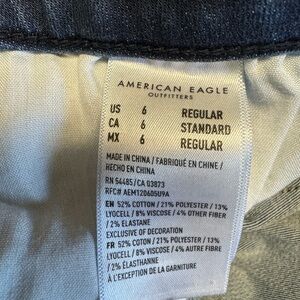 AMERICAN EAGLE
OUTFITTERS
US 6 REGULAR
CA 6 STANDARD
MX 6 REGULAR
MADE IN CHINA / FABRIQUÉ EN CHINE /
HECHO EN CHINA
RN 54485/CA 03873
RFC# AEM120605U9A
EN 52% COTTON / 21% POLYESTER / 13%
LYOCELL / 8% VISCOSE / 4% OTHER FIBER
/ 2% ELASTANE
EXCLUSIVE OF DECORATION
FR 52% COTON / 21% POLYESTER / 13%
LYOCELL / 8% VISCOSE / 4% AUTRE FIBRE
/ 2% ÉLASTHANNE
À L'EXCEPTION DE LA GARNITURE